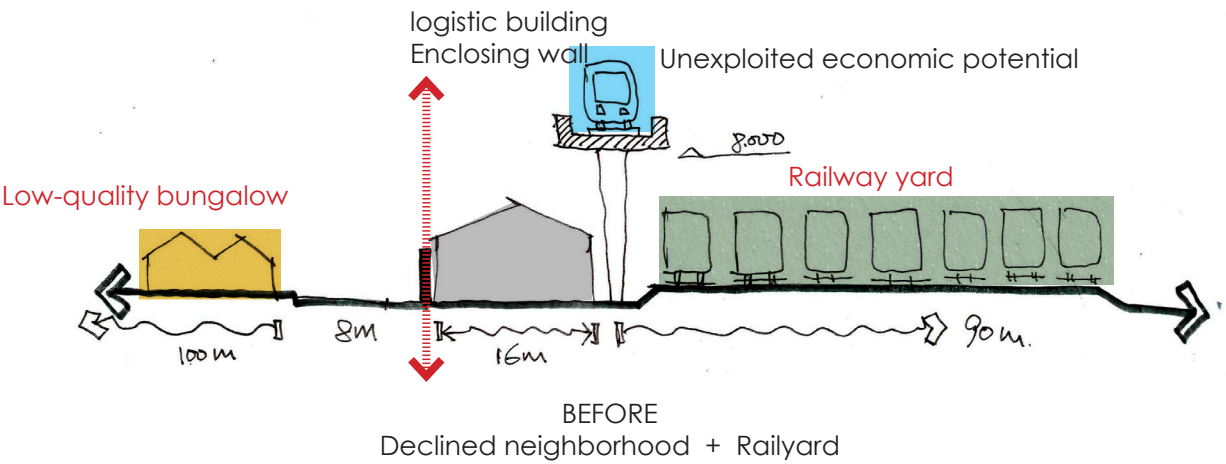 logistic building
Enclosing wall
Unexploited economic potential
8.000
Railway yard
Low-quality bungalow
100m
8M
16m
90m.
BEFORE
Declined neighborhood + Railyard